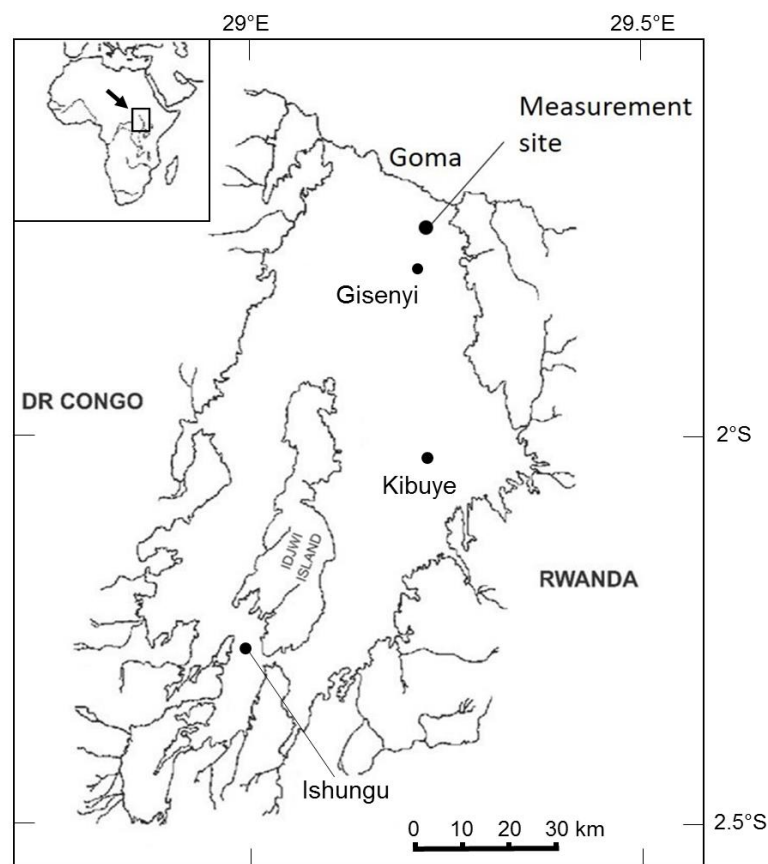 29°E
29.5°E
Measurement
site
Goma
Gisenyi
DR CONGO
2°S
Kibuye
IDJWI
ISLAND
RWANDA
Ishungu
2.5°S
0 10 20 30 km